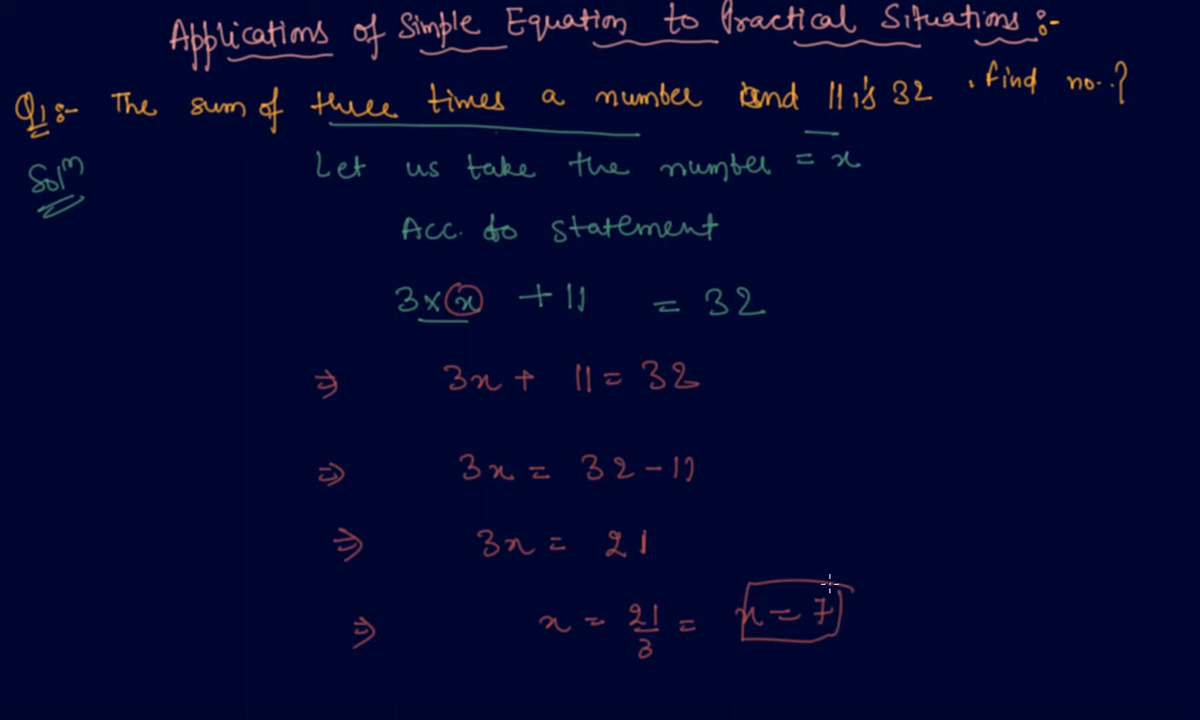 Applications of Simple Equation to Practical Situations :-
Q1:- The sum of three times a number and 11 is 32 . find no.?
Solⁿ
Let us take the number = x
Acc. to statement
3 × x + 11 = 32
⇒ 3x + 11 = 32
⇒ 3x = 32 - 11
⇒ 3x = 21
⇒ x = 21/3 = x = 7